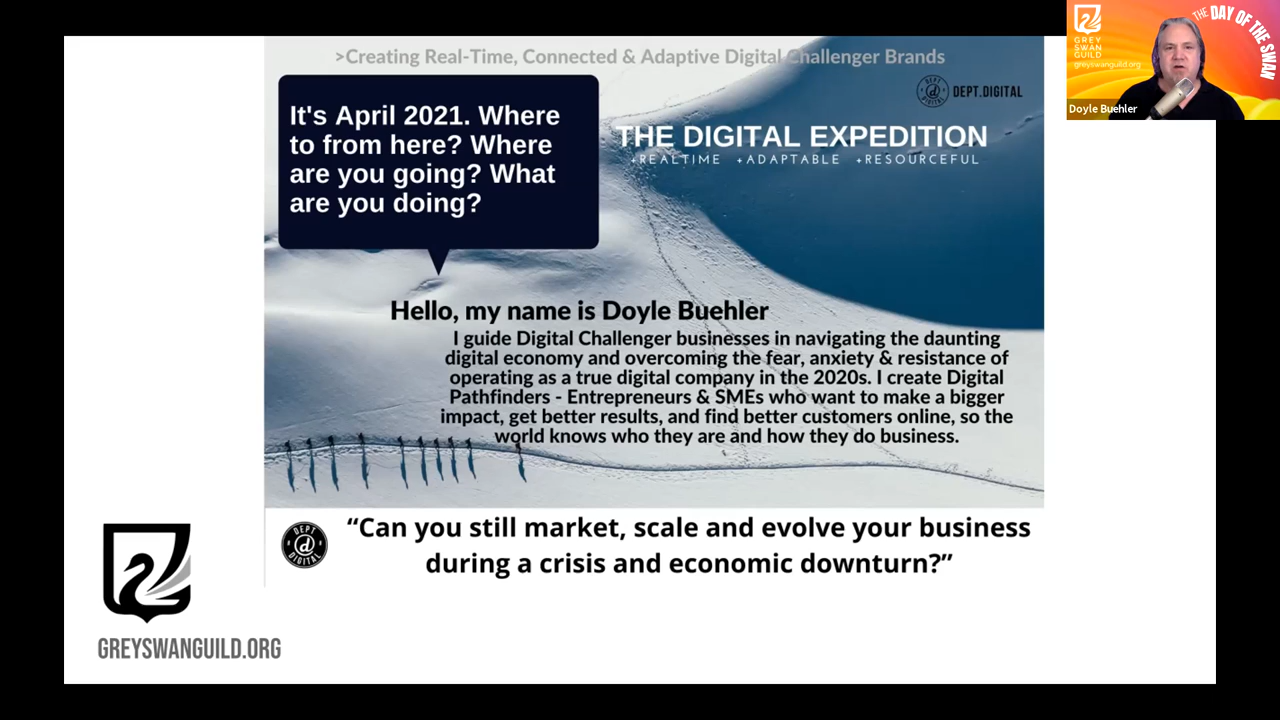 >Creating Real-Time, Connected & Adaptive Digital Challenger Brands
It's April 2021. Where
to from here? Where
are you going? What
are you doing?
DEPT DIGITAL
DEPT.DIGITAL
THE DIGITAL EXPEDITION
+REALTIME +ADAPTABLE +RESOURCEFUL
Hello, my name is Doyle Buehler
I guide Digital Challenger businesses in navigating the daunting
digital economy and overcoming the fear, anxiety & resistance of
operating as a true digital company in the 2020s. I create Digital
Pathfinders - Entrepreneurs & SMEs who want to make a bigger
impact, get better results, and find better customers online, so the
world knows who they are and how they do business.
DEPT
d
DIGITAL
“Can you still market, scale and evolve your business
during a crisis and economic downturn?”
GREYSWANGUILD.ORG
GREY
SWAN
GUILD
greyswanguild.org
THE DAY OF THE SWAN
Doyle Buehler